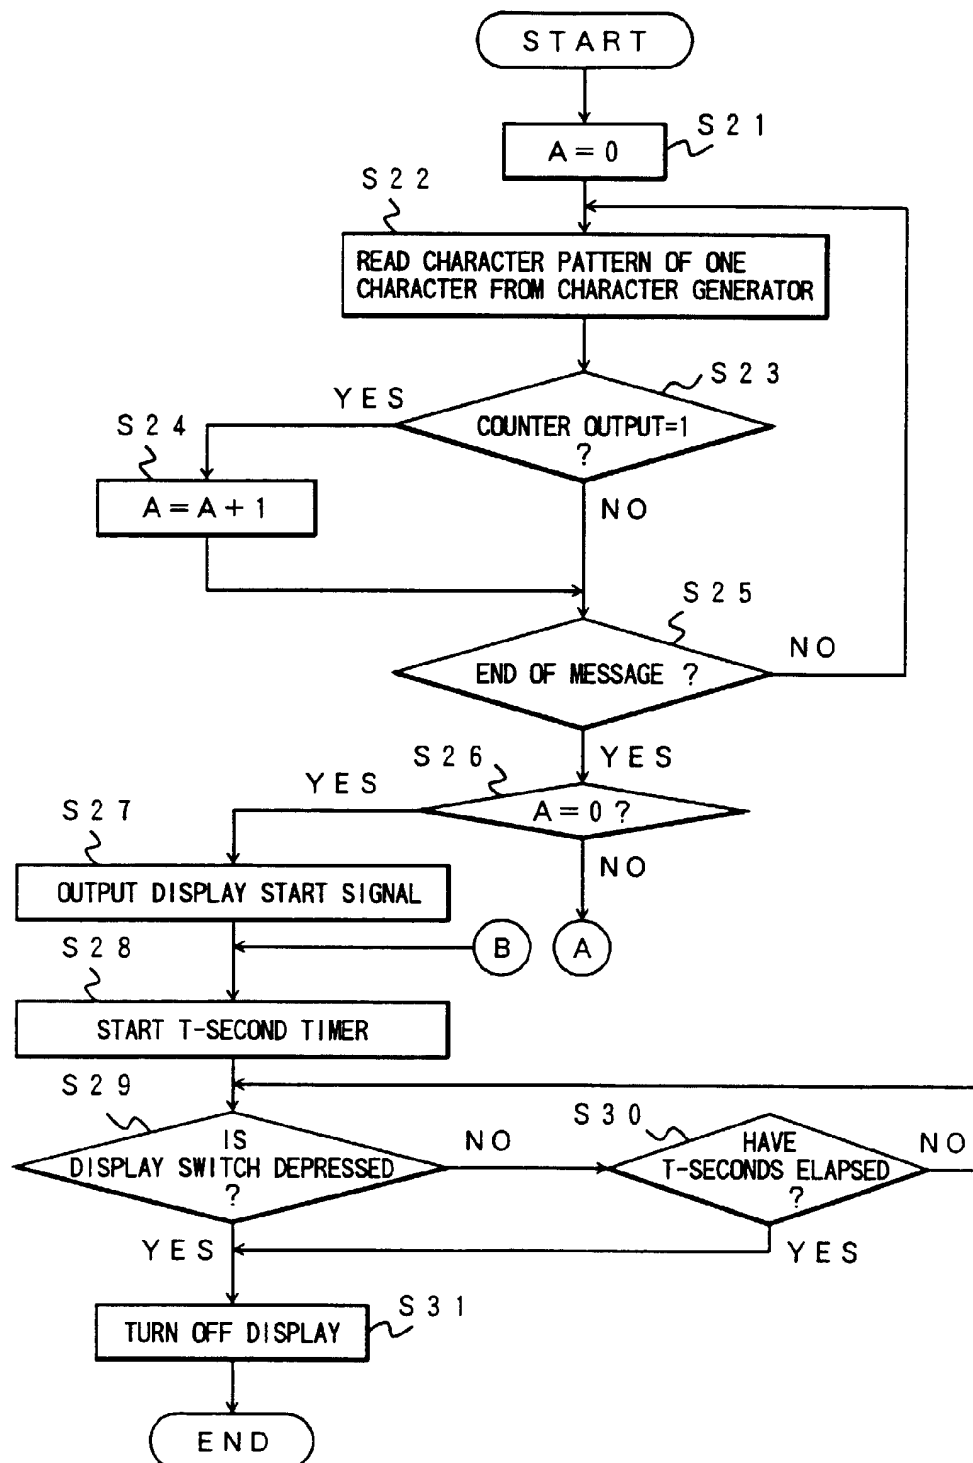 START
S21
A=0
S22
READ CHARACTER PATTERN OF ONE
CHARACTER FROM CHARACTER GENERATOR
S23
YES
COUNTER OUTPUT=1
?
S24
A=A+1
NO
S25
NO
END OF MESSAGE ?
YES
S26
YES
A=0?
NO
S27
OUTPUT DISPLAY START SIGNAL
B
A
S28
START T-SECOND TIMER
S29
IS
DISPLAY SWITCH DEPRESSED
?
NO
S30
HAVE
T-SECONDS ELAPSED
?
NO
YES
YES
S31
TURN OFF DISPLAY
END